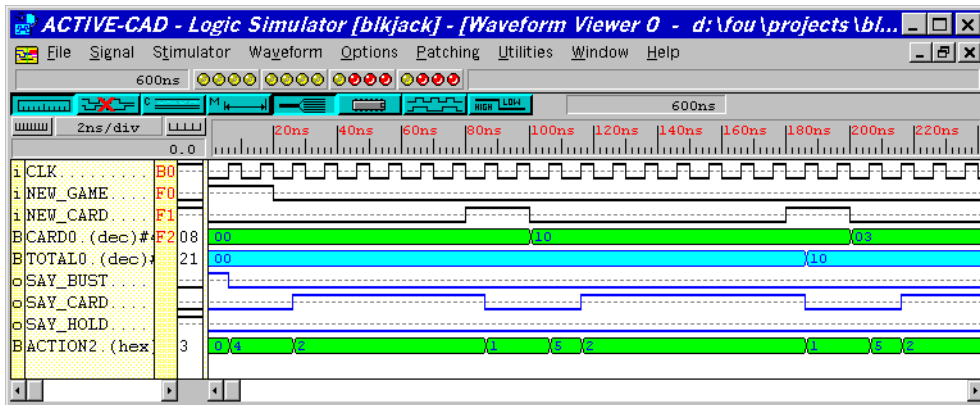 ACTIVE-CAD - Logic Simulator [blkjack] - [Waveform Viewer 0 - d:\fou\projects\bl...
File Signal Stimulator Waveform Options Patching Utilities Window Help
600ns
C M HIGH LOW 600ns
2ns/div 20ns 40ns 60ns 80ns 100ns 120ns 140ns 160ns 180ns 200ns 220ns
0.0
i CLK.......... B0
i NEW_GAME.... F0
i NEW_CARD.... F1
B CARD0.(dec)#4 F2 08 00 10 03
B TOTAL0.(dec)# 21 00 10
o SAY_BUST....
o SAY_CARD....
o SAY_HOLD....
B ACTION2.(hex) 3 0 4 2 1 5 2 1 5 2